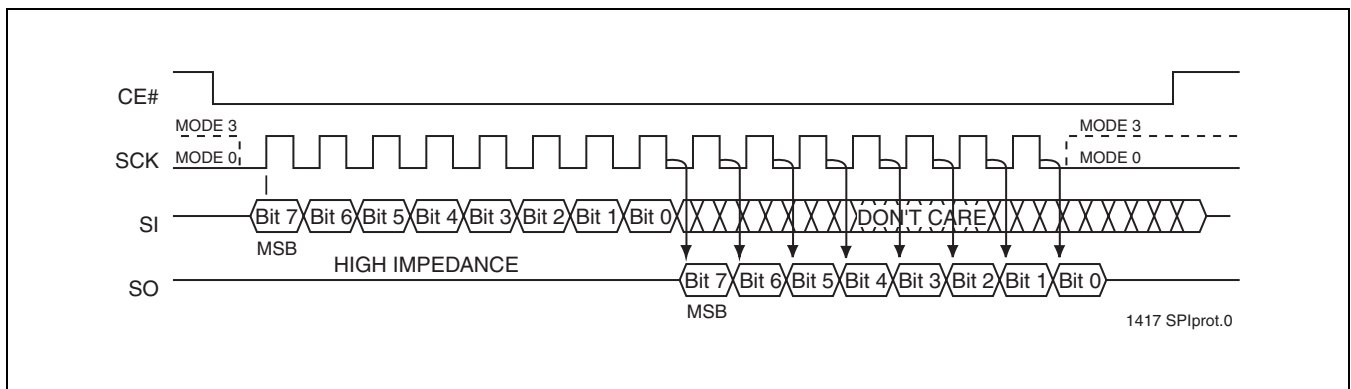 CE#
MODE 3
MODE 3
SCK
MODE 0
MODE 0
SI
Bit 7 Bit 6 Bit 5 Bit 4 Bit 3 Bit 2 Bit 1 Bit 0
DON'T CARE
MSB
HIGH IMPEDANCE
SO
Bit 7 Bit 6 Bit 5 Bit 4 Bit 3 Bit 2 Bit 1 Bit 0
MSB
1417 SPIprot.0